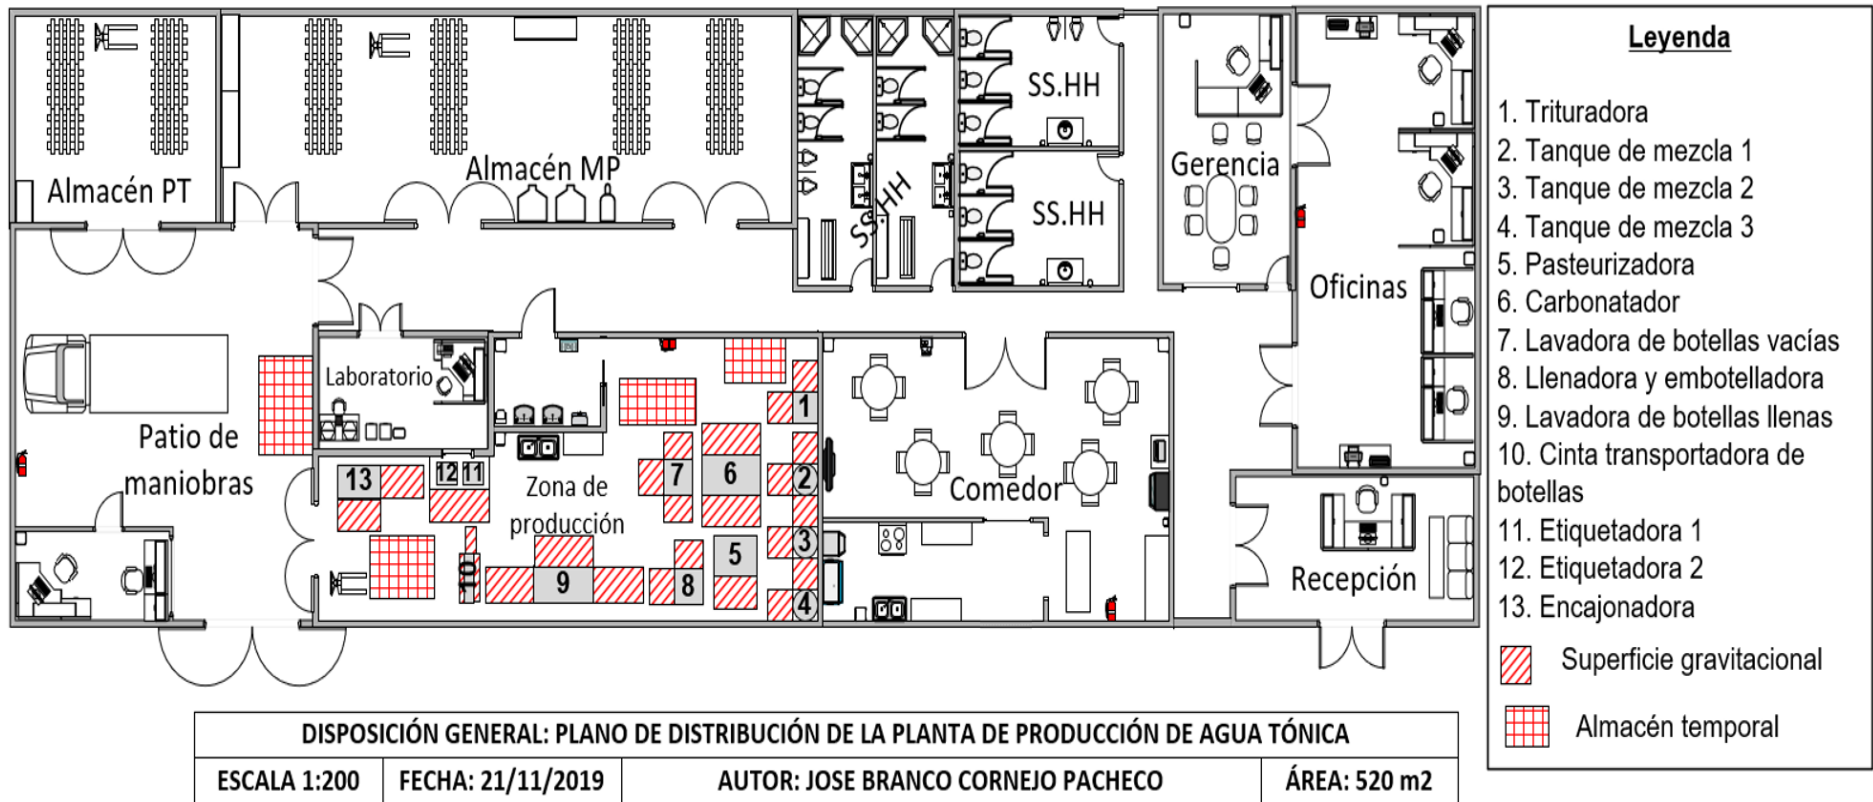 Almacén PT
Almacén MP
SS.HH
SS.HH
SS.HH
Gerencia
Oficinas
Patio de
maniobras
Laboratorio
Zona de
producción
Comedor
Recepción
1
2
3
4
5
6
7
8
9
10
11
12
13
Leyenda
1. Trituradora
2. Tanque de mezcla 1
3. Tanque de mezcla 2
4. Tanque de mezcla 3
5. Pasteurizadora
6. Carbonatador
7. Lavadora de botellas vacías
8. Llenadora y embotelladora
9. Lavadora de botellas llenas
10. Cinta transportadora de
botellas
11. Etiquetadora 1
12. Etiquetadora 2
13. Encajonadora
Superficie gravitacional
Almacén temporal
DISPOSICIÓN GENERAL: PLANO DE DISTRIBUCIÓN DE LA PLANTA DE PRODUCCIÓN DE AGUA TÓNICA
ESCALA 1:200 FECHA: 21/11/2019 AUTOR: JOSE BRANCO CORNEJO PACHECO ÁREA: 520 m2